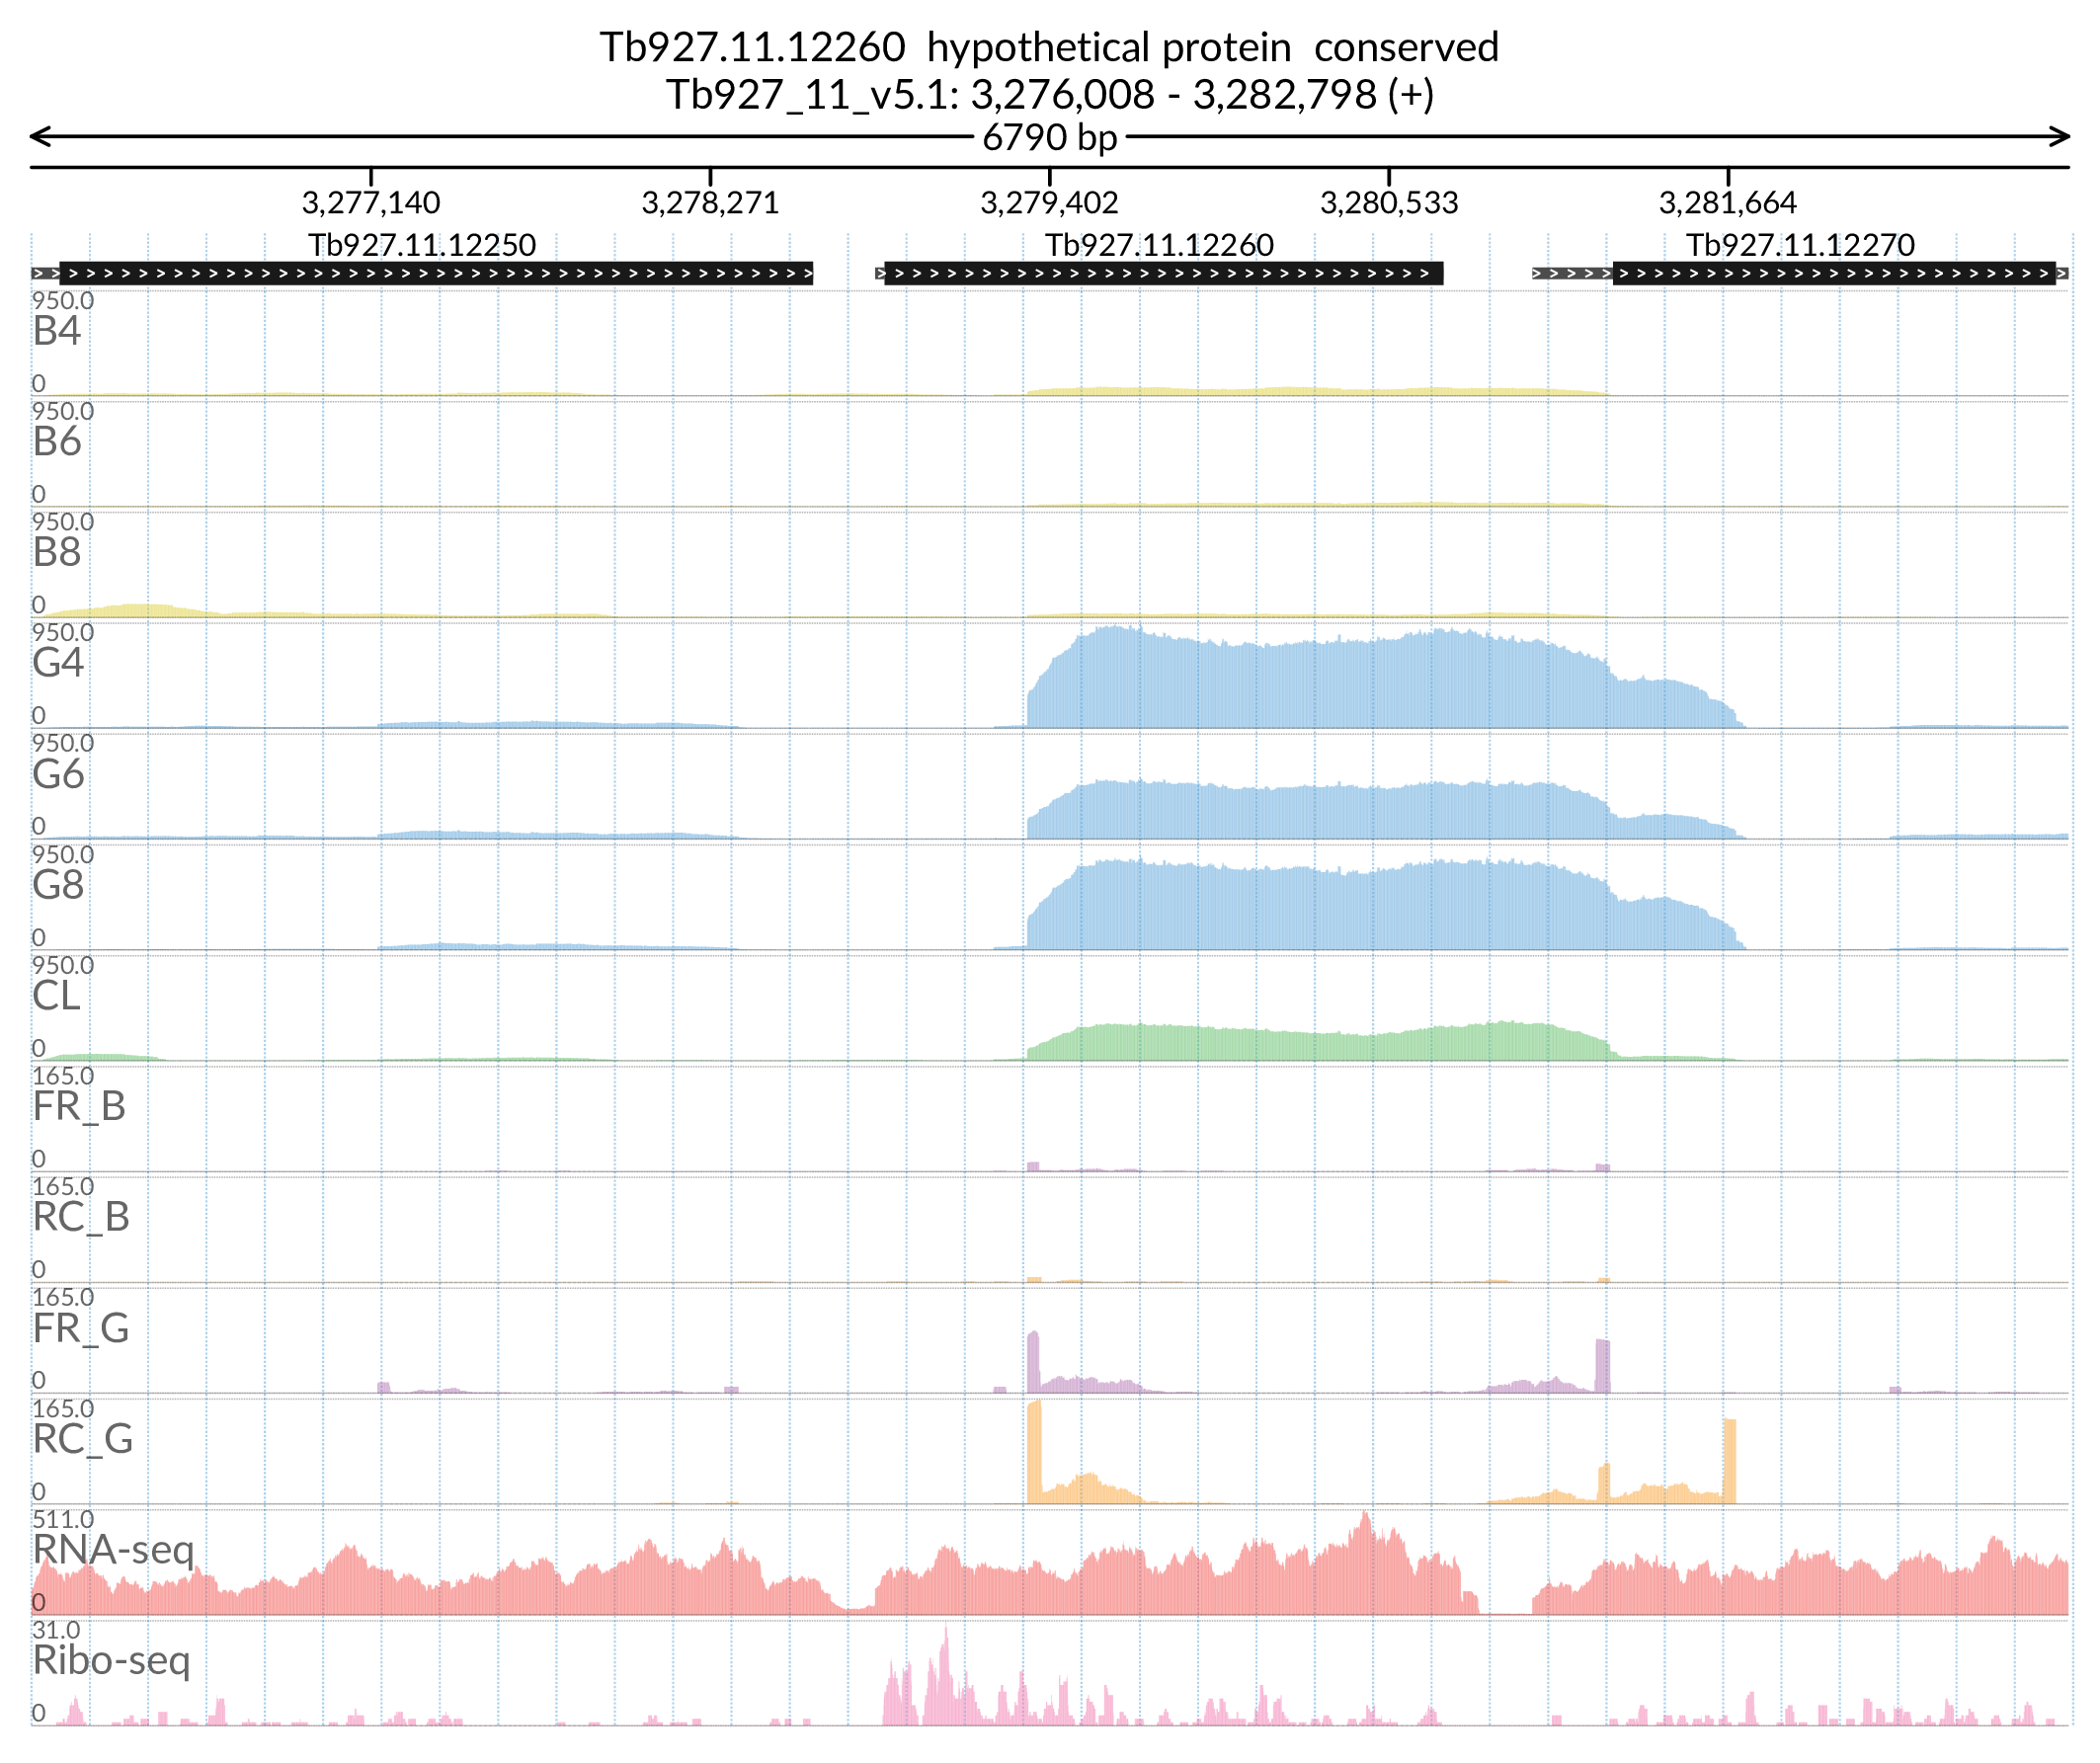 Tb927.11.12260 hypothetical protein conserved
Tb927_11_v5.1: 3,276,008 - 3,282,798 (+)
6790 bp
3,277,140 3,278,271 3,279,402 3,280,533 3,281,664
Tb927.11.12250 Tb927.11.12260 Tb927.11.12270
950.0
B4
0
950.0
B6
0
950.0
B8
0
950.0
G4
0
950.0
G6
0
950.0
G8
0
950.0
CL
0
165.0
FR_B
0
165.0
RC_B
0
165.0
FR_G
0
165.0
RC_G
0
511.0
RNA-seq
0
31.0
Ribo-seq
0